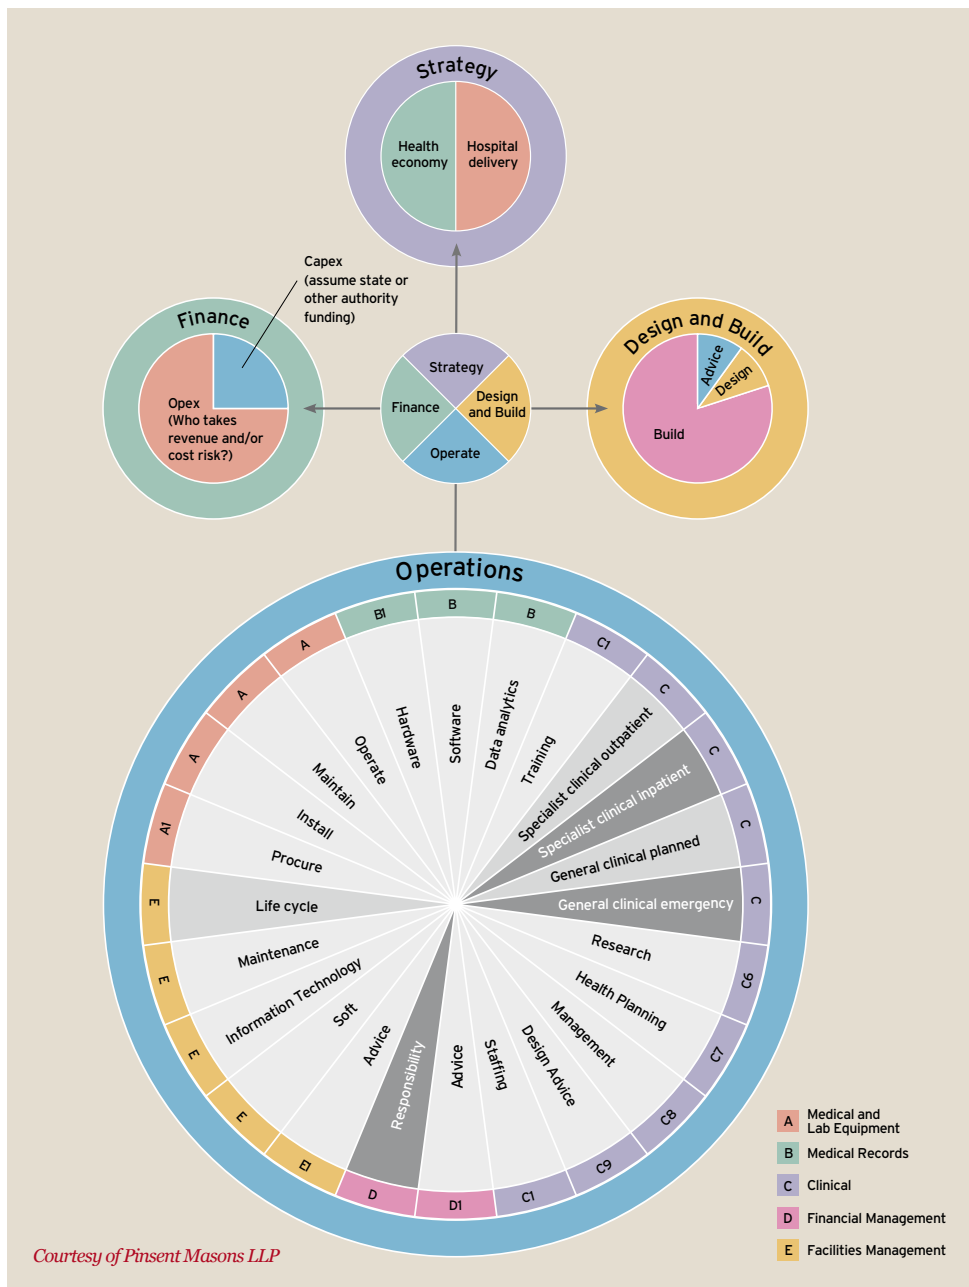 Strategy
Health
economy
Hospital
delivery
Capex
(assume state or
other authority
funding)
Finance
Opex
(Who takes
revenue and/or
cost risk?)
Strategy
Finance
Design
and Build
Operate
Design and Build
Advice
Design
Build
Operations
B1
B
B
C1
C
C
C
C
C6
C7
C8
C9
C1
D1
D
E1
E
E
E
E
A1
A
A
A
Hardware
Software
Data analytics
Training
Specialist clinical outpatient
Specialist clinical inpatient
General clinical planned
General clinical emergency
Research
Health Planning
Management
Design Advice
Staffing
Advice
Responsibility
Advice
Soft
Information Technology
Maintenance
Life cycle
Procure
Install
Maintain
Operate
A Medical and
Lab Equipment
B Medical Records
C Clinical
D Financial Management
E Facilities Management
Courtesy of Pinsent Masons LLP